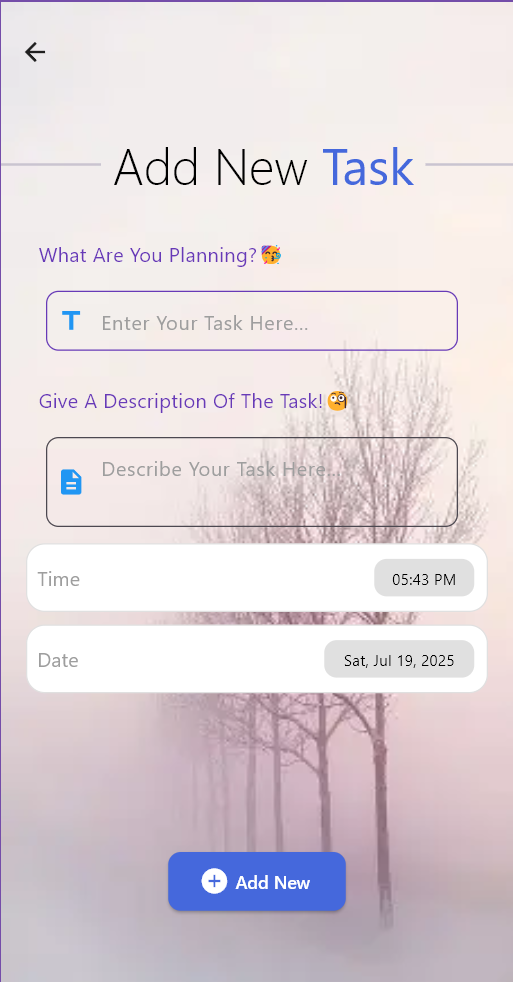 Add New Task
What Are You Planning?🥳
T Enter Your Task Here...
Give A Description Of The Task!🧐
Describe Your Task Here...
Time 05:43 PM
Date Sat, Jul 19, 2025
Add New